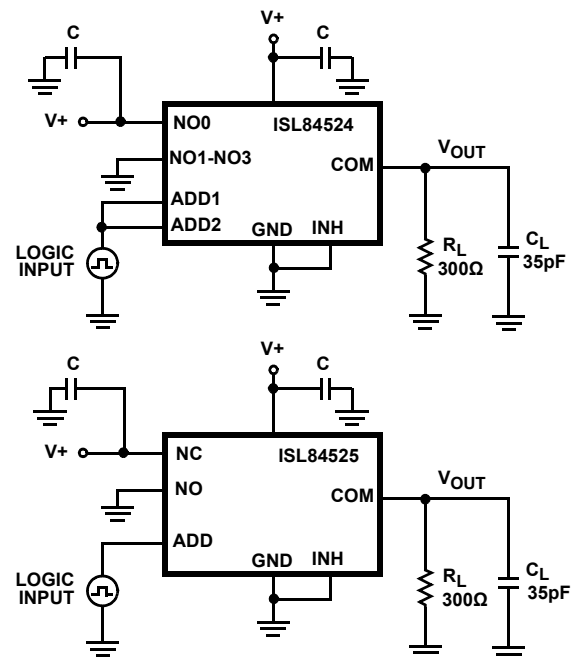 V+
C
C
V+
NO0
ISL84524
NO1-NO3
COM
VOUT
ADD1
ADD2
GND
INH
LOGIC
INPUT
RL
300Ω
CL
35pF
V+
C
C
V+
NC
ISL84525
NO
COM
VOUT
ADD
GND
INH
LOGIC
INPUT
RL
300Ω
CL
35pF